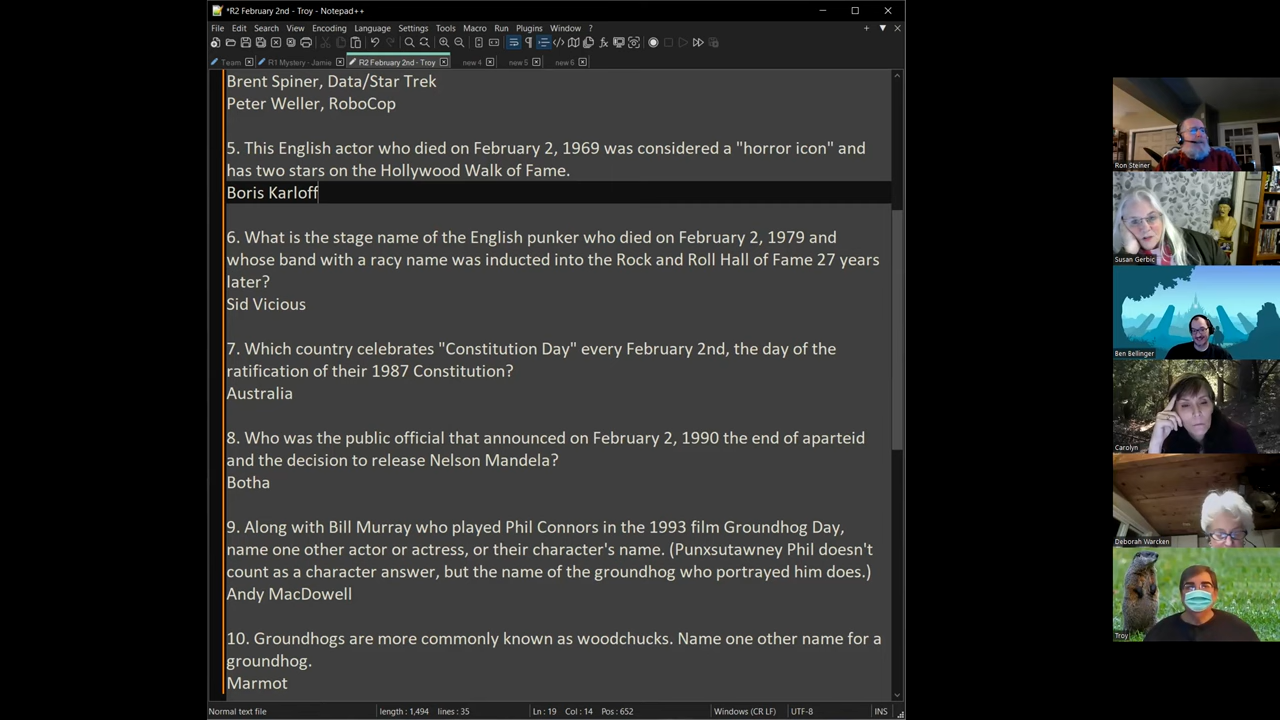 *R2 February 2nd - Troy - Notepad++
File Edit Search View Encoding Language Settings Tools Macro Run Plugins Window ?
Team R1 Mystery - Jamie R2 February 2nd - Troy new 4 new 5 new 6
Brent Spiner, Data/Star Trek
Peter Weller, RoboCop
5. This English actor who died on February 2, 1969 was considered a "horror icon" and
has two stars on the Hollywood Walk of Fame.
Boris Karloff
6. What is the stage name of the English punker who died on February 2, 1979 and
whose band with a racy name was inducted into the Rock and Roll Hall of Fame 27 years
later?
Sid Vicious
7. Which country celebrates "Constitution Day" every February 2nd, the day of the
ratification of their 1987 Constitution?
Australia
8. Who was the public official that announced on February 2, 1990 the end of aparteid
and the decision to release Nelson Mandela?
Botha
9. Along with Bill Murray who played Phil Connors in the 1993 film Groundhog Day,
name one other actor or actress, or their character's name. (Punxsutawney Phil doesn't
count as a character answer, but the name of the groundhog who portrayed him does.)
Andy MacDowell
10. Groundhogs are more commonly known as woodchucks. Name one other name for a
groundhog.
Marmot
Normal text file length : 1,494 lines : 35 Ln : 19 Col : 14 Pos : 652 Windows (CR LF) UTF-8 INS
Ron Steiner
Susan Gerbic
Ben Bellinger
Carolyn
Deborah Warcken
Troy